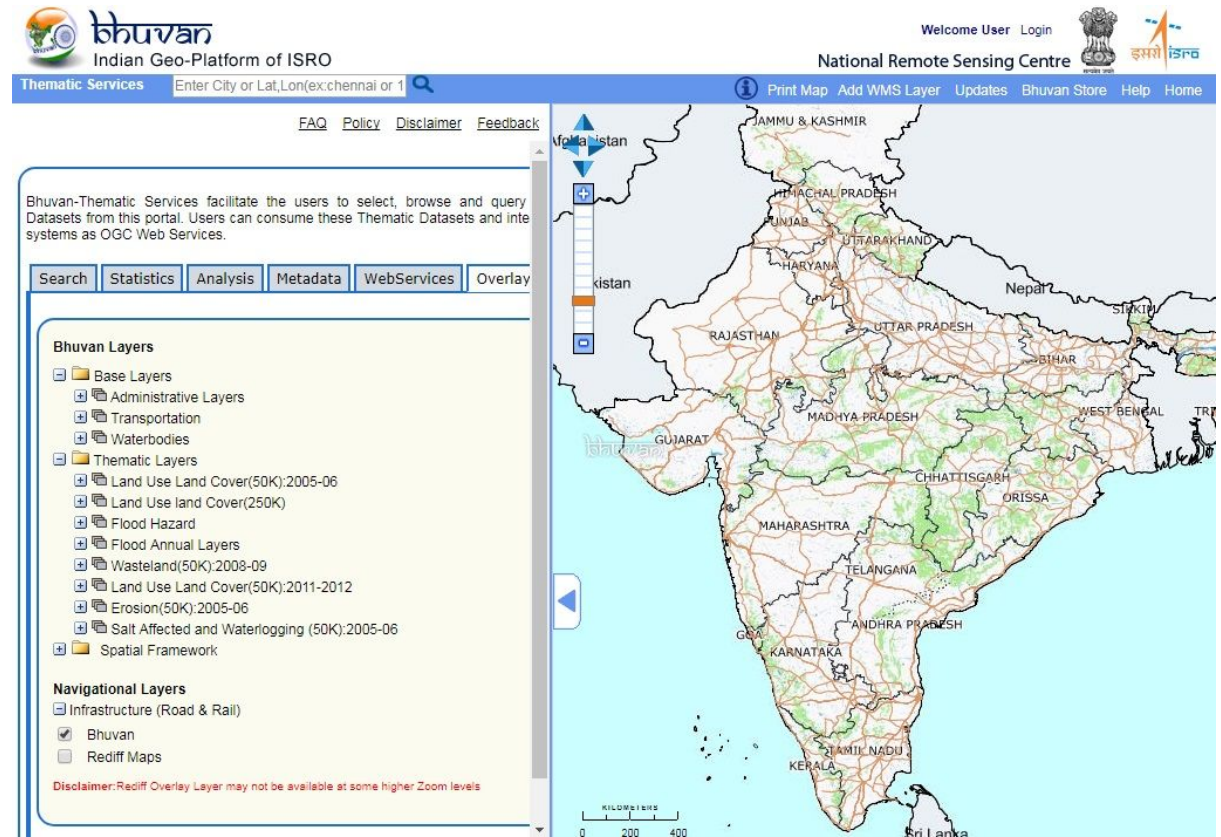 bhuvan
Indian Geo-Platform of ISRO
Welcome User Login
National Remote Sensing Centre
इसरो isro
Thematic Services
Enter City or Lat,Lon(ex:chennai or 1
Print Map Add WMS Layer Updates Bhuvan Store Help Home
FAQ Policy Disclaimer Feedback
Bhuvan-Thematic Services facilitate the users to select, browse and query
Datasets from this portal. Users can consume these Thematic Datasets and inte
systems as OGC Web Services.
Search Statistics Analysis Metadata WebServices Overlay
Bhuvan Layers
Base Layers
Administrative Layers
Transportation
Waterbodies
Thematic Layers
Land Use Land Cover(50K):2005-06
Land Use land Cover(250K)
Flood Hazard
Flood Annual Layers
Wasteland(50K):2008-09
Land Use Land Cover(50K):2011-2012
Erosion(50K):2005-06
Salt Affected and Waterlogging (50K):2005-06
Spatial Framework
Navigational Layers
Infrastructure (Road & Rail)
Bhuvan
Rediff Maps
Disclaimer:Rediff Overlay Layer may not be available at some higher Zoom levels
JAMMU & KASHMIR
HIMACHAL PRADESH
PUNJAB
UTTARAKHAND
HARYANA
kistan
Nepal
SIKKIM
RAJASTHAN
UTTAR PRADESH
BIHAR
MADHYA PRADESH
WEST BENGAL
TR
GUJARAT
bhuvan
CHHATTISGARH
ORISSA
MAHARASHTRA
TELANGANA
ANDHRA PRADESH
GOA
KARNATAKA
TAMIL NADU
KERALA
KILOMETERS
0 200 400
Sri Lanka